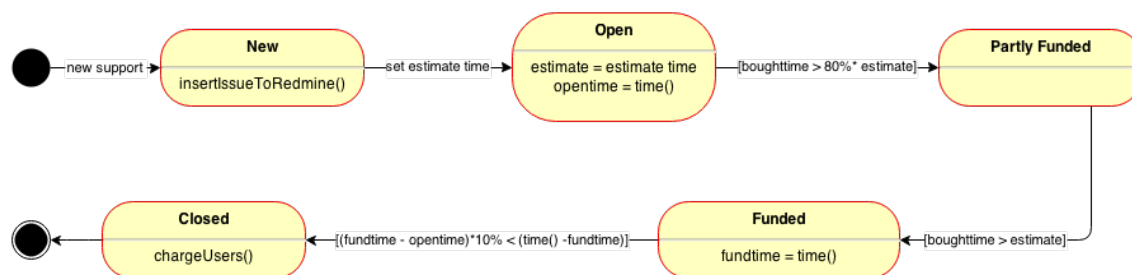 new support
New
insertIssueToRedmine()
set estimate time
Open
estimate = estimate time
opentime = time()
[boughttime > 80%* estimate]
Partly Funded
[boughttime > estimate]
Funded
fundtime = time()
[(fundtime - opentime)*10% < (time() -fundtime)]
Closed
chargeUsers()